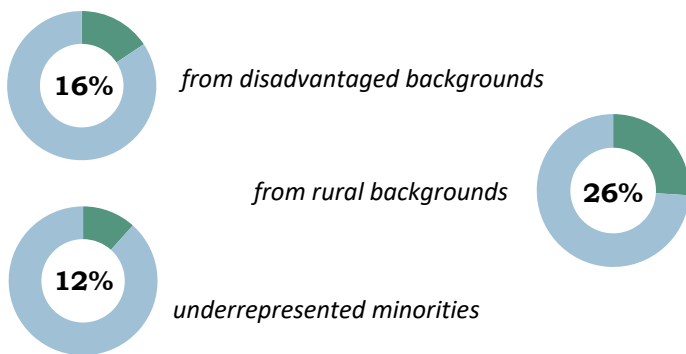 16%
from disadvantaged backgrounds
from rural backgrounds
26%
12%
underrepresented minorities